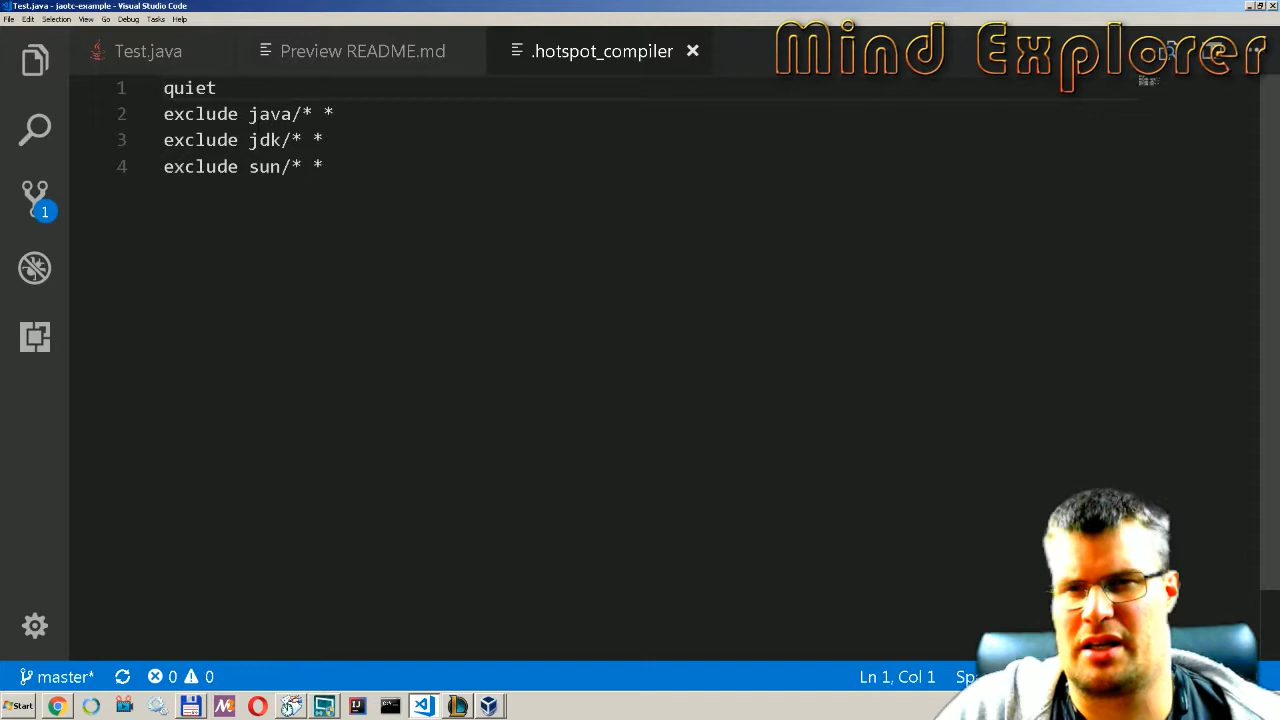 Test.java - jaotc-example - Visual Studio Code
File Edit Selection View Go Debug Tasks Help
Mind Explorer
Test.java Preview README.md .hotspot_compiler
1 quiet
2 exclude java/* *
3 exclude jdk/* *
4 exclude sun/* *
1
master* 0 0 Ln 1, Col 1 Sp
Start